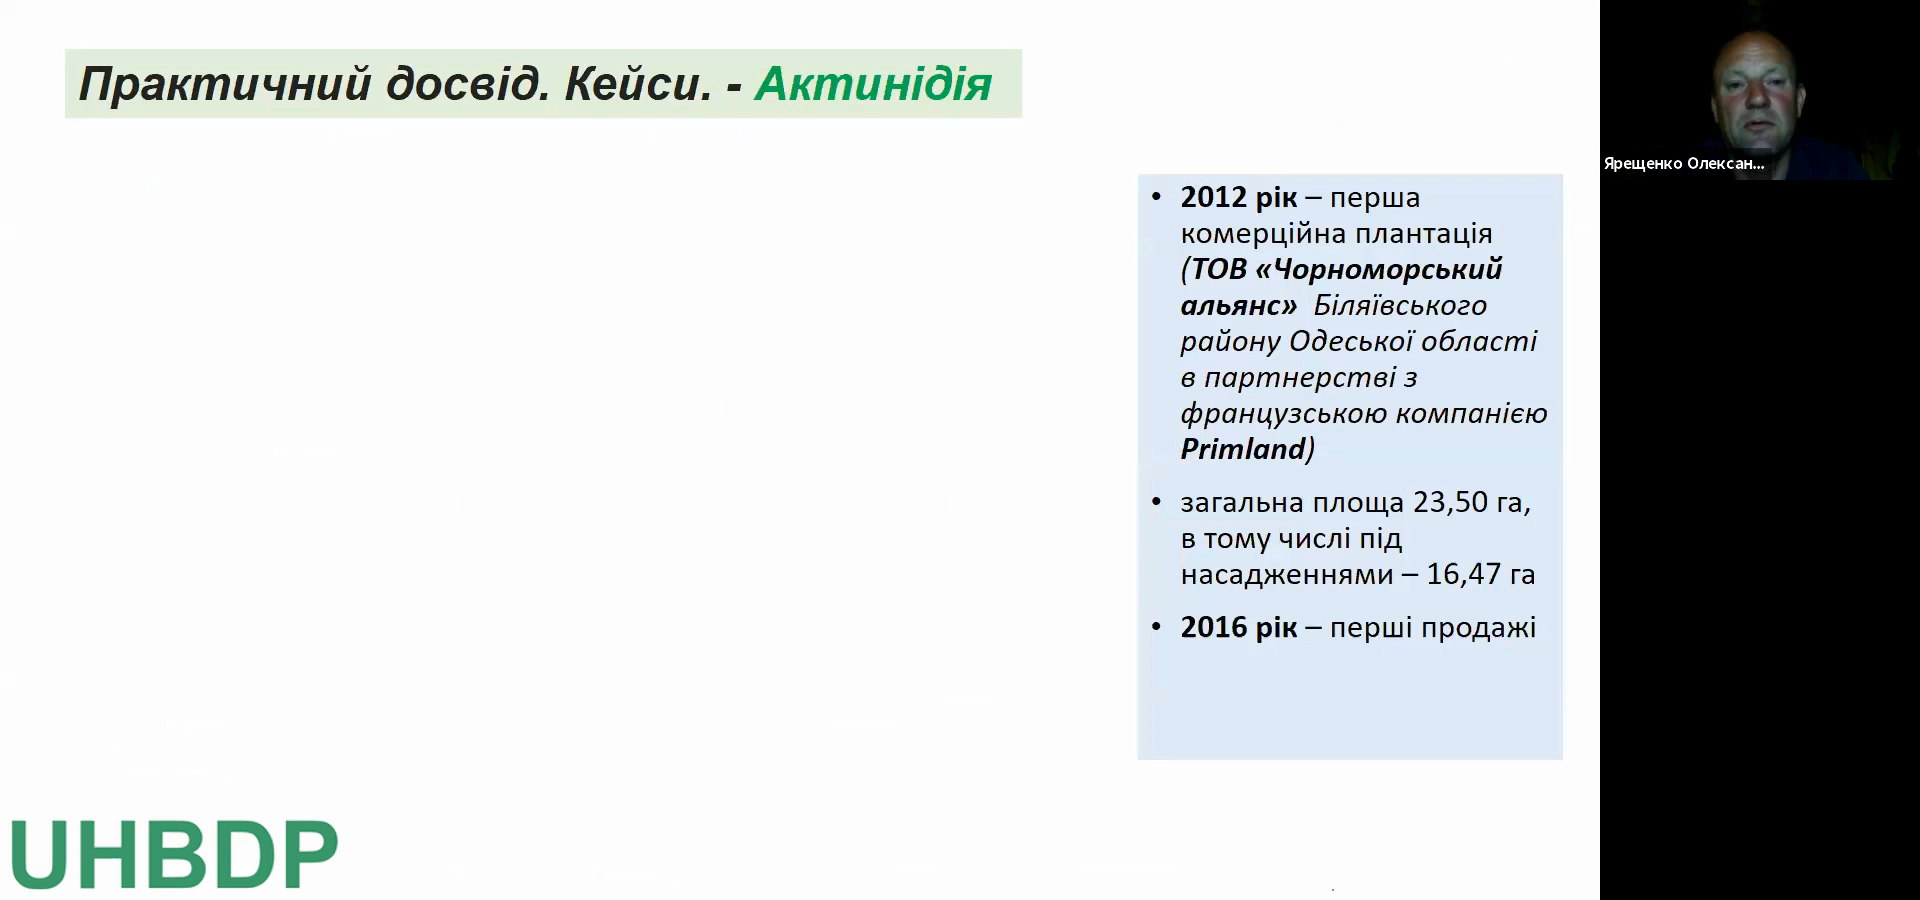 Практичний досвід. Кейси. - Актинідія
Ярещенко Олексан...
• 2012 рік – перша
комерційна плантація
(ТОВ «Чорноморський
альянс» Біляївського
району Одеської області
в партнерстві з
французською компанією
Primland)
• загальна площа 23,50 га,
в тому числі під
насадженнями – 16,47 га
• 2016 рік – перші продажі
UHBDP